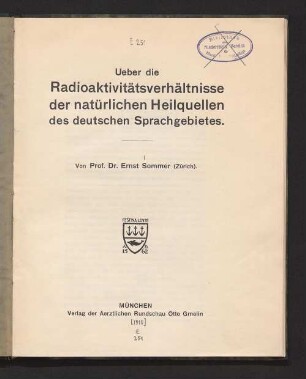 Ueber die
Radioaktivitätsverhältnisse
der natürlichen Heilquellen
des deutschen Sprachgebietes.
Von Prof. Dr. Ernst Sommer (Zürich).
MÜNCHEN
Verlag der Aerztlichen Rundschau Otto Gmelin